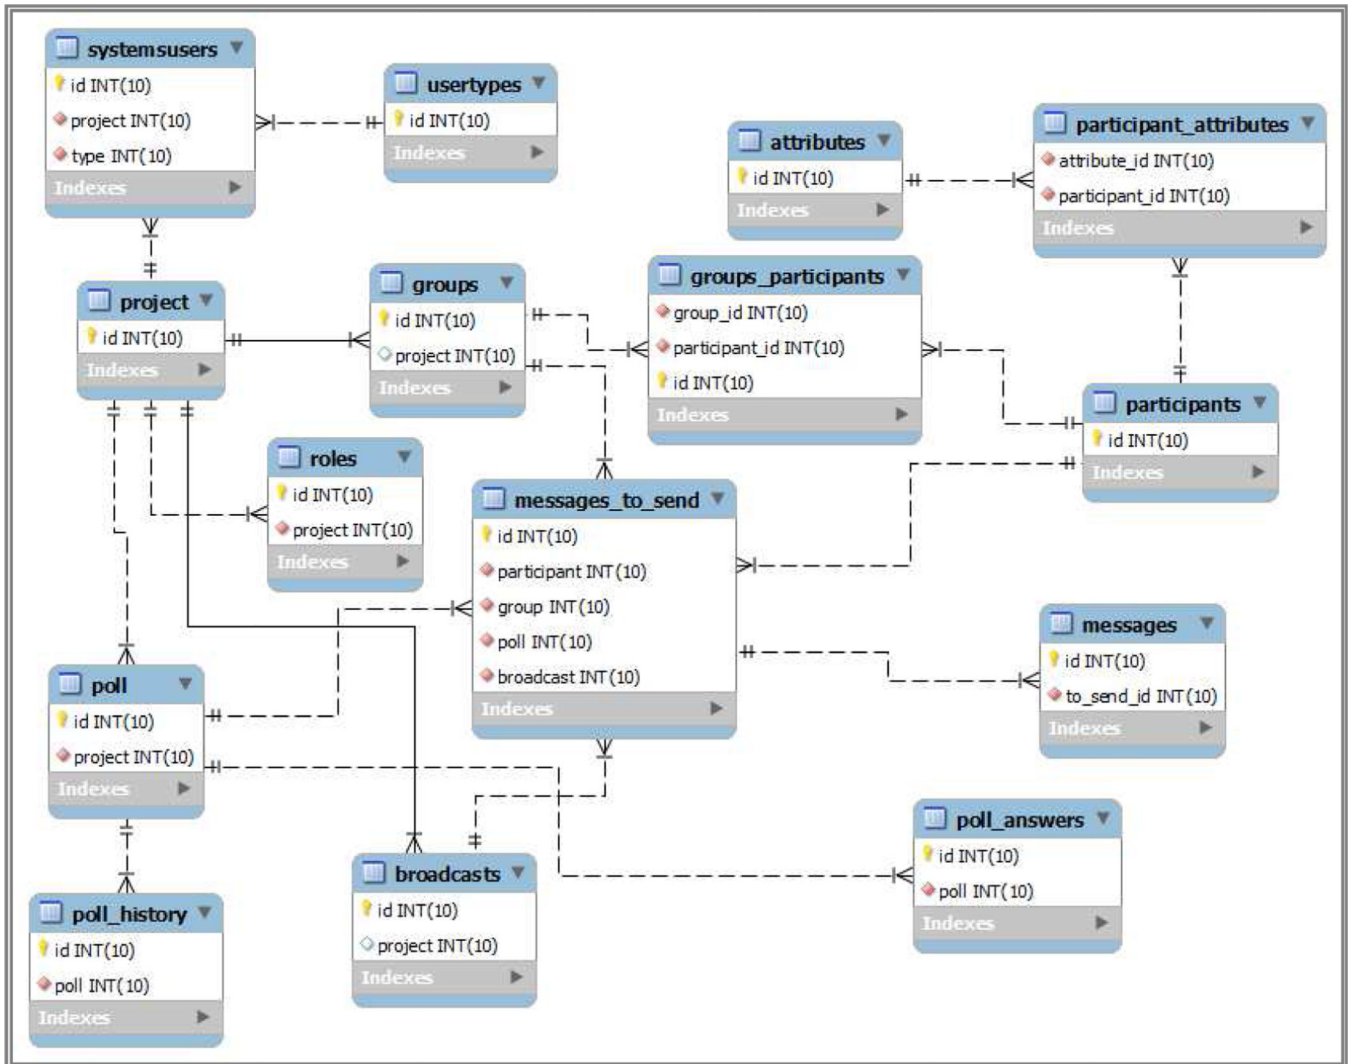 systemsusers
id INT(10)
project INT(10)
type INT(10)
Indexes
usertypes
id INT(10)
Indexes
attributes
id INT(10)
Indexes
participant_attributes
attribute_id INT(10)
participant_id INT(10)
Indexes
project
id INT(10)
Indexes
groups
id INT(10)
project INT(10)
Indexes
groups_participants
group_id INT(10)
participant_id INT(10)
id INT(10)
Indexes
participants
id INT(10)
Indexes
roles
id INT(10)
project INT(10)
Indexes
messages_to_send
id INT(10)
participant INT(10)
group INT(10)
poll INT(10)
broadcast INT(10)
Indexes
messages
id INT(10)
to_send_id INT(10)
Indexes
poll
id INT(10)
project INT(10)
Indexes
poll_answers
id INT(10)
poll INT(10)
Indexes
broadcasts
id INT(10)
project INT(10)
Indexes
poll_history
id INT(10)
poll INT(10)
Indexes